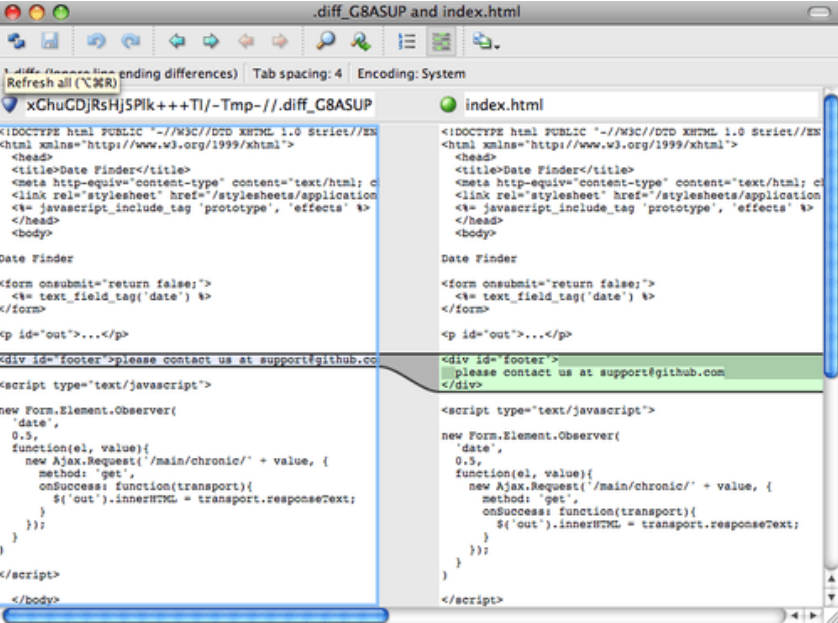 .diff_G8ASUP and index.html
1 diffs (Ignore line ending differences) Tab spacing: 4 Encoding: System
Refresh all (⌥⌘R)
xGhuGDjRsHj5Plk+++TI/-Tmp-//.diff_G8ASUP
<!DOCTYPE html PUBLIC "-//W3C//DTD XHTML 1.0 Strict//EN
<html xmlns="http://www.w3.org/1999/xhtml">
<head>
<title>Date Finder</title>
<meta http-equiv="content-type" content="text/html; c
<link rel="stylesheet" href="/stylesheets/application
<%= javascript_include_tag 'prototype', 'effects' %>
</head>
<body>
Date Finder
<form onsubmit="return false;">
<%= text_field_tag('date') %>
</form>
<p id="out">...</p>
<div id="footer">please contact us at support@github.co
<script type="text/javascript">
new Form.Element.Observer(
'date',
0.5,
function(el, value){
new Ajax.Request('/main/chronic/' + value, {
method: 'get',
onSuccess: function(transport){
$('out').innerHTML = transport.responseText;
}
});
}
)
</script>
</body>
index.html
<!DOCTYPE html PUBLIC "-//W3C//DTD XHTML 1.0 Strict//EN
<html xmlns="http://www.w3.org/1999/xhtml">
<head>
<title>Date Finder</title>
<meta http-equiv="content-type" content="text/html; c
<link rel="stylesheet" href="/stylesheets/application
<%= javascript_include_tag 'prototype', 'effects' %>
</head>
<body>
Date Finder
<form onsubmit="return false;">
<%= text_field_tag('date') %>
</form>
<p id="out">...</p>
<div id="footer">
please contact us at support@github.com
</div>
<script type="text/javascript">
new Form.Element.Observer(
'date',
0.5,
function(el, value){
new Ajax.Request('/main/chronic/' + value, {
method: 'get',
onSuccess: function(transport){
$('out').innerHTML = transport.responseText;
}
});
}
)
</script>